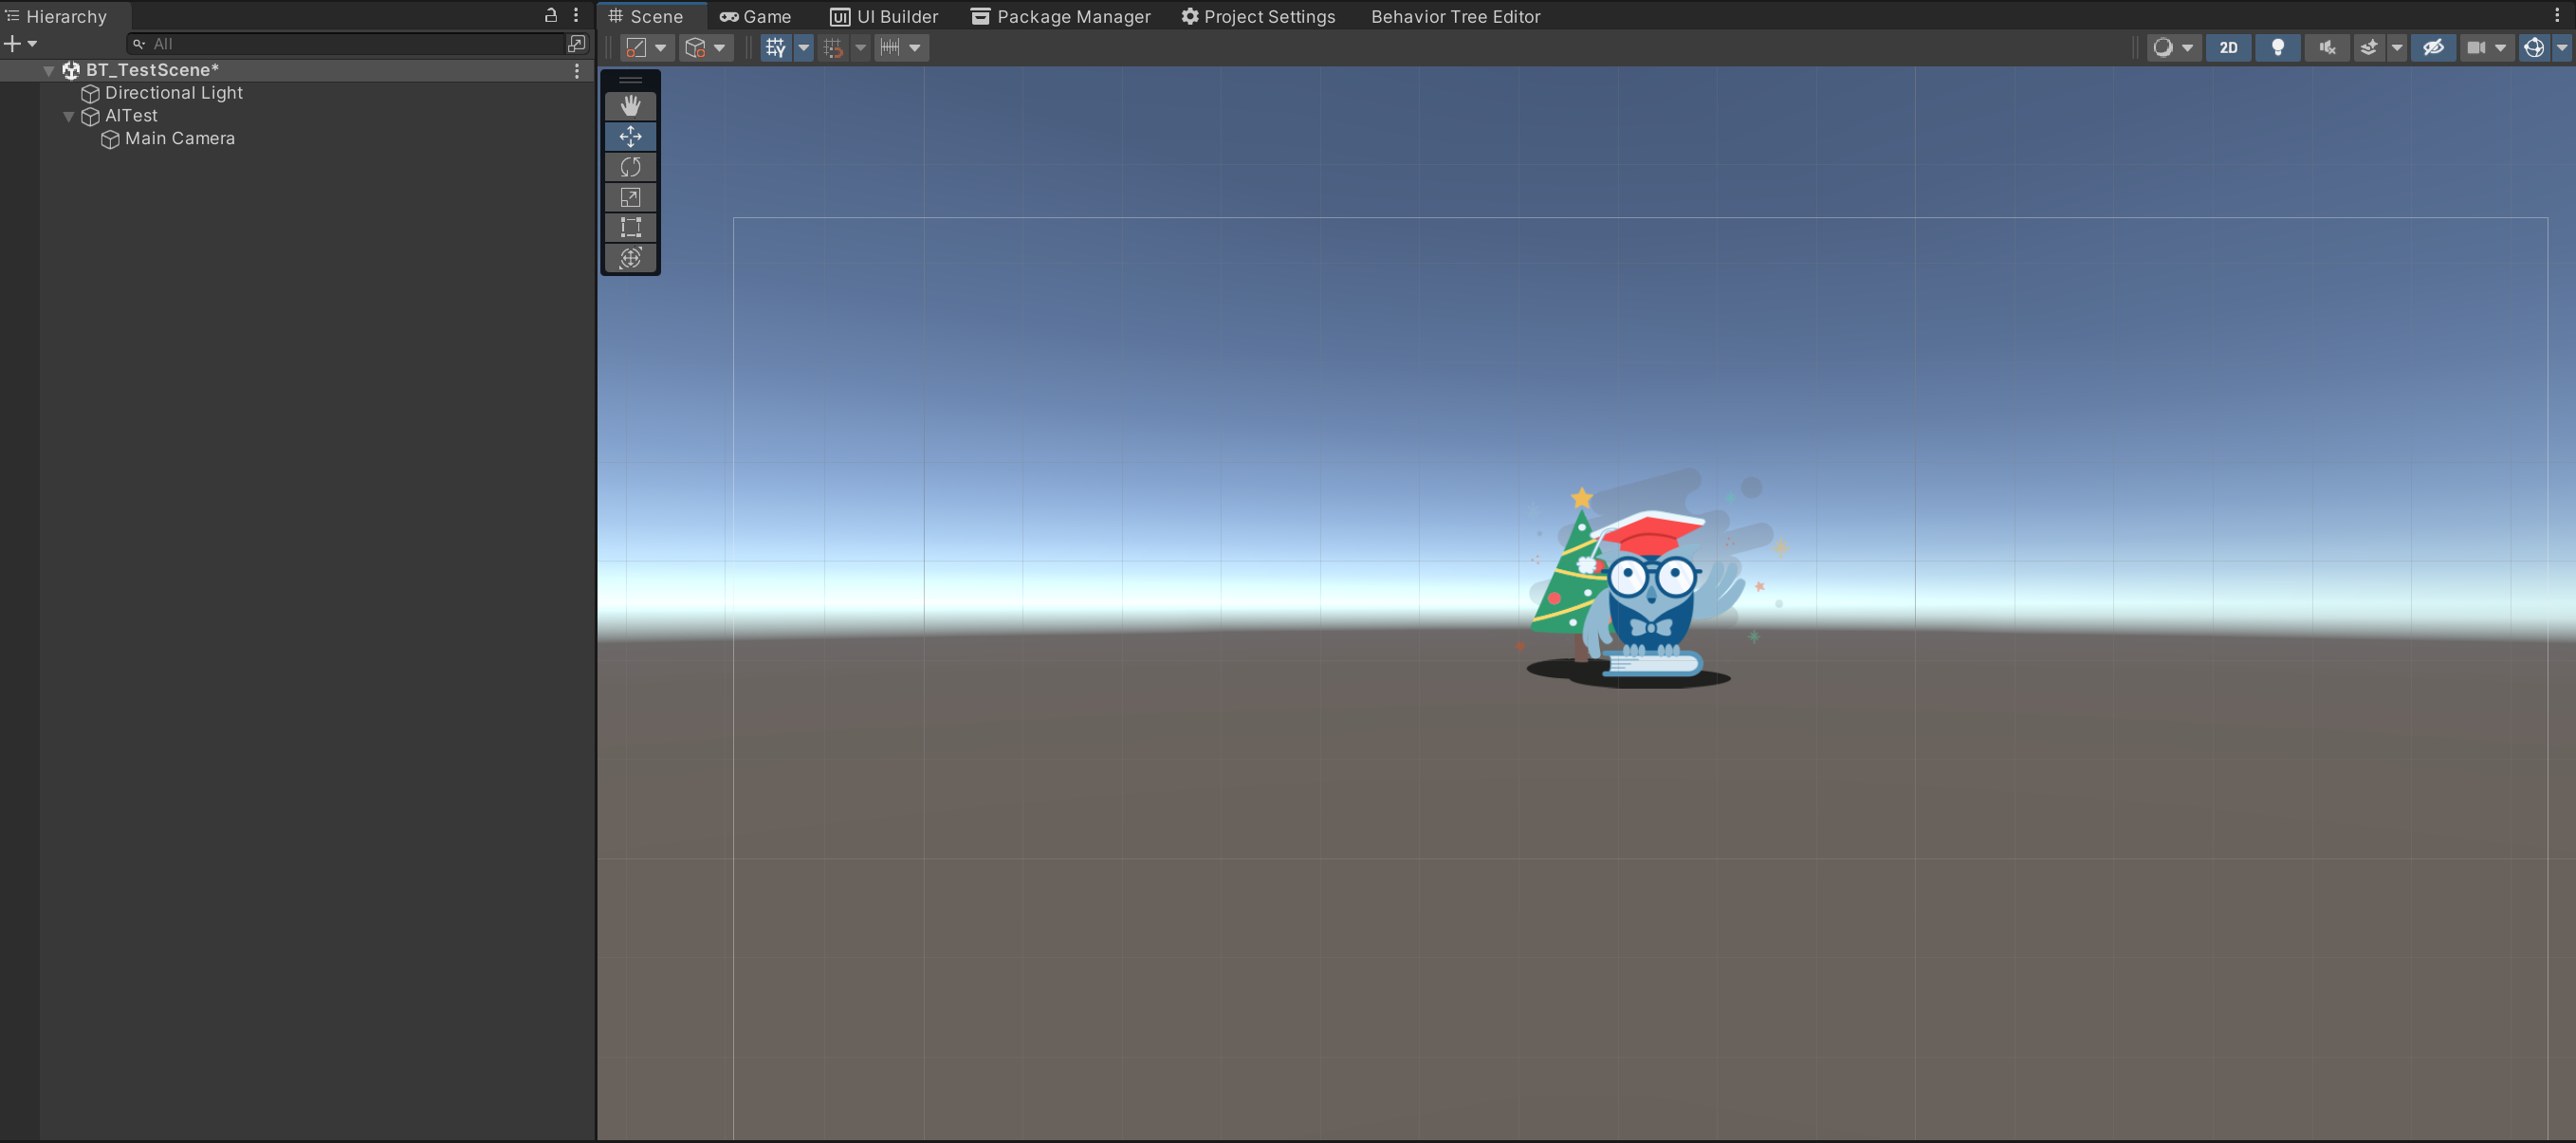 Hierarchy
Scene
Game
UI UI Builder
Package Manager
Project Settings
Behavior Tree Editor
All
2D
BT_TestScene*
Directional Light
AITest
Main Camera